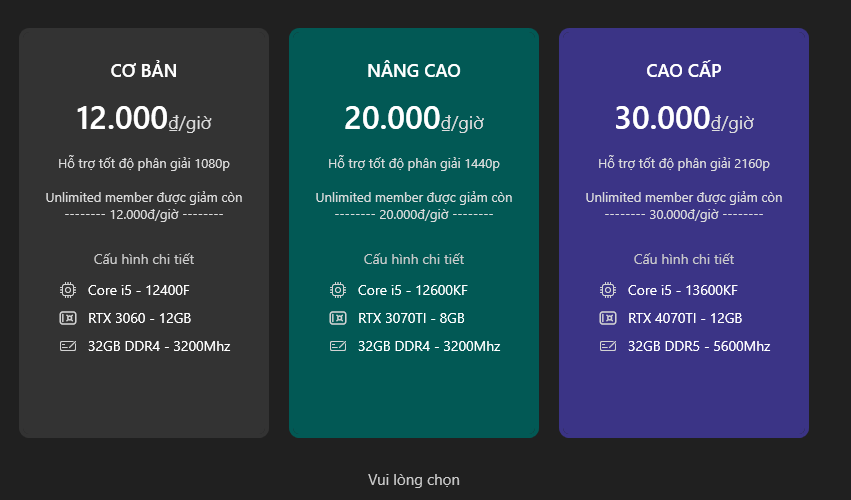 CƠ BẢN
12.000₫/giờ
Hỗ trợ tốt độ phân giải 1080p
Unlimited member được giảm còn
-------- 12.000đ/giờ --------
Cấu hình chi tiết
Core i5 - 12400F
RTX 3060 - 12GB
32GB DDR4 - 3200Mhz
NÂNG CAO
20.000₫/giờ
Hỗ trợ tốt độ phân giải 1440p
Unlimited member được giảm còn
-------- 20.000đ/giờ --------
Cấu hình chi tiết
Core i5 - 12600KF
RTX 3070TI - 8GB
32GB DDR4 - 3200Mhz
CAO CẤP
30.000₫/giờ
Hỗ trợ tốt độ phân giải 2160p
Unlimited member được giảm còn
-------- 30.000đ/giờ --------
Cấu hình chi tiết
Core i5 - 13600KF
RTX 4070TI - 12GB
32GB DDR5 - 5600Mhz
Vui lòng chọn